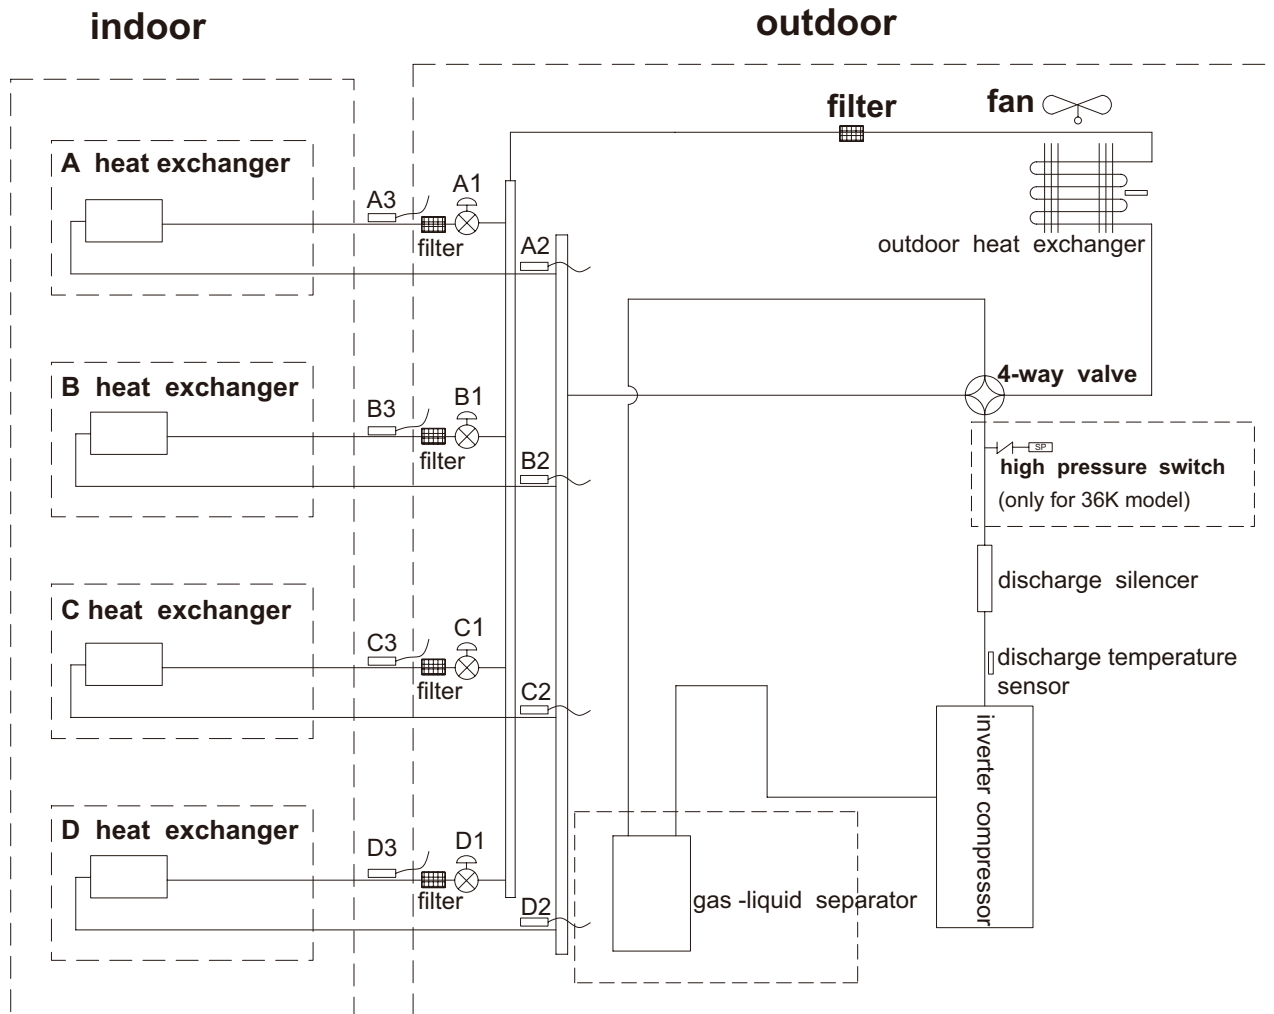 indoor
outdoor
filter
fan
A heat exchanger
A3
A1
filter
A2
outdoor heat exchanger
4-way valve
B heat exchanger
B3
B1
filter
B2
SP
high pressure switch
(only for 36K model)
discharge silencer
C heat exchanger
C3
C1
filter
C2
discharge temperature
sensor
inverter compressor
D heat exchanger
D3
D1
filter
D2
gas -liquid separator